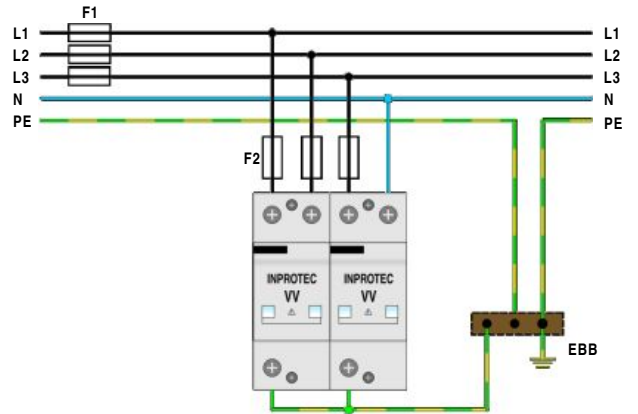 F1
L1 L1
L2 L2
L3 L3
N N
PE PE
F2
INPROTEC INPROTEC
VV VV
EBB